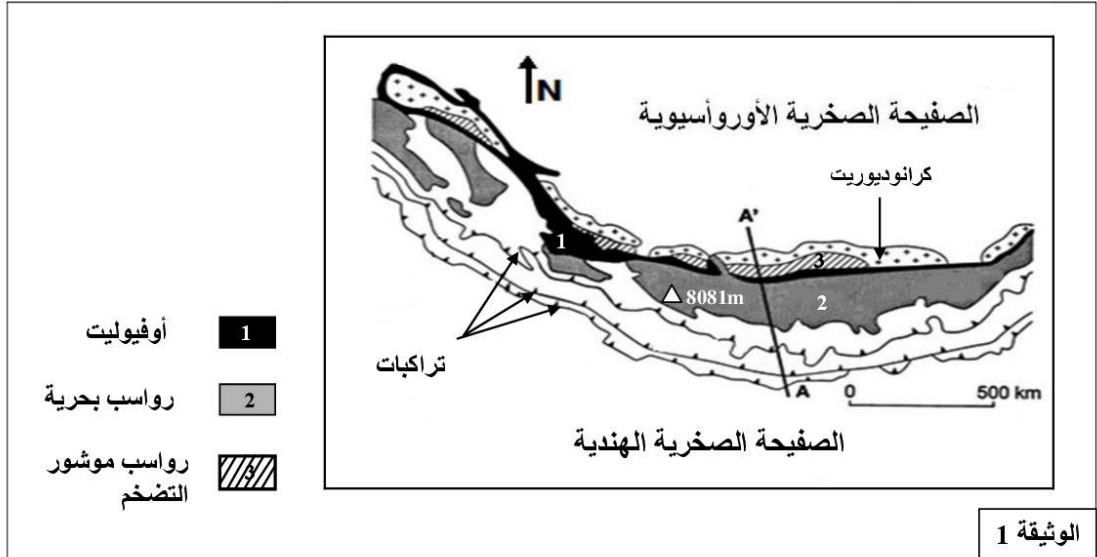 N
الصفيحة الصخرية الأوروأسيوية
كرانوديوريت
A'
1
3
8081m
2
تراكبات
A
0 500 km
الصفيحة الصخرية الهندية
1 أوفيوليت
2 رواسب بحرية
3 رواسب موشور
التضخم
الوثيقة 1